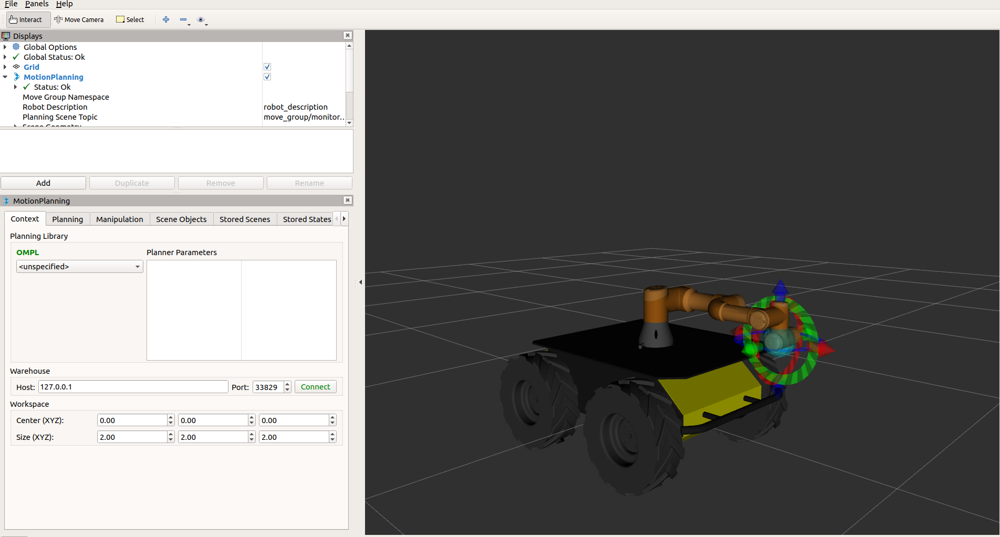 File Panels Help
Interact Move Camera Select
Displays
Global Options
Global Status: Ok
Grid
MotionPlanning
Status: Ok
Move Group Namespace
Robot Description robot_description
Planning Scene Topic move_group/monitor...
Scene Geometry
Add Duplicate Remove Rename
MotionPlanning
Context Planning Manipulation Scene Objects Stored Scenes Stored States
Planning Library
OMPL Planner Parameters
<unspecified>
Warehouse
Host: 127.0.0.1 Port: 33829 Connect
Workspace
Center (XYZ): 0.00 0.00 0.00
Size (XYZ): 2.00 2.00 2.00